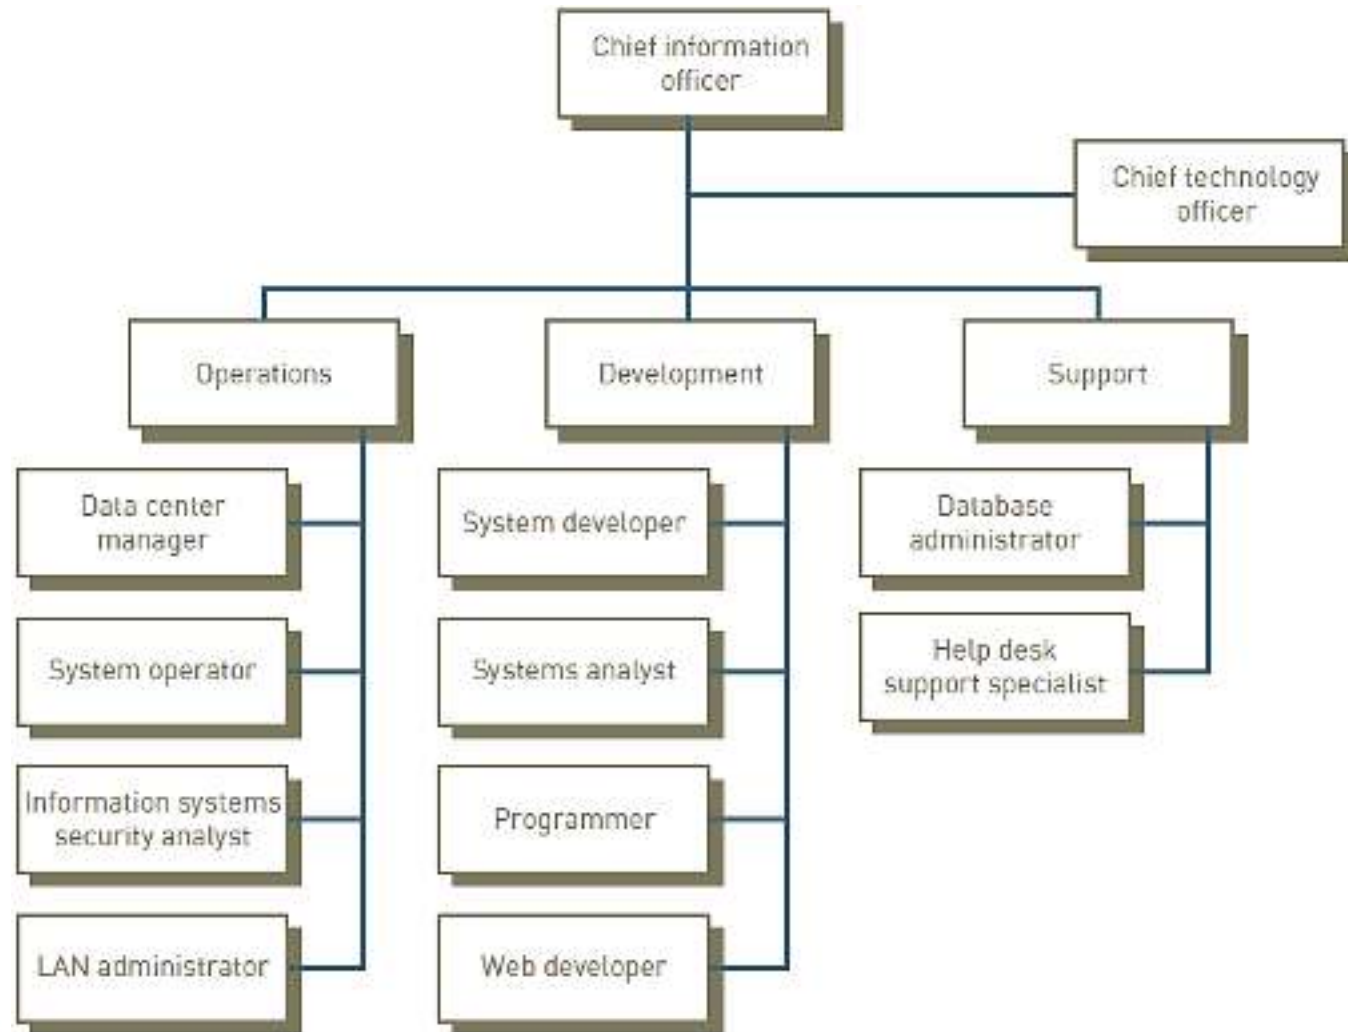 Chief information
officer
Chief technology
officer
Operations
Development
Support
Data center
manager
System developer
Database
administrator
System operator
Systems analyst
Help desk
support specialist
Information systems
security analyst
Programmer
LAN administrator
Web developer